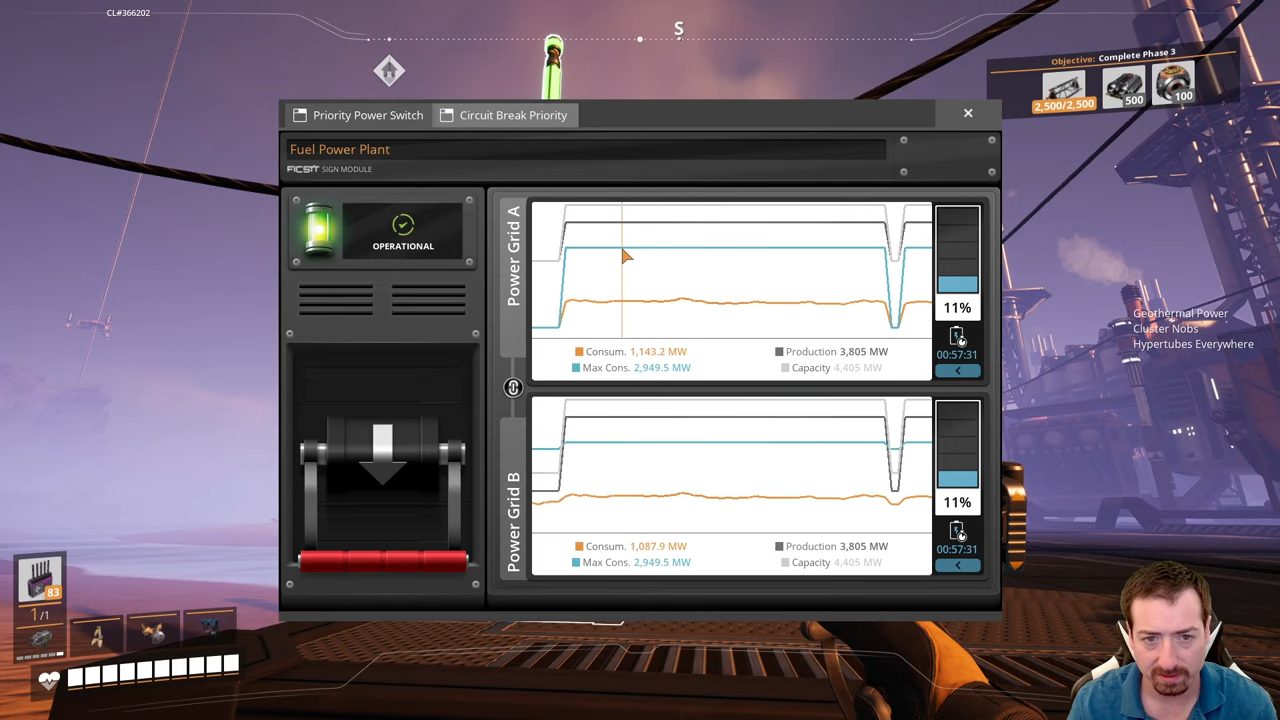 CL#366202
S
Objective: Complete Phase 3
2,500/2,500
500
100
Priority Power Switch
Circuit Break Priority
Fuel Power Plant
FICSIT SIGN MODULE
OPERATIONAL
Power Grid A
Consum. 1,143.2 MW
Production 3,805 MW
Max Cons. 2,949.5 MW
Capacity 4,405 MW
11%
00:57:31
Power Grid B
Consum. 1,087.9 MW
Production 3,805 MW
Max Cons. 2,949.5 MW
Capacity 4,405 MW
11%
00:57:31
Geothermal Power
Cluster Nobs
Hypertubes Everywhere
83
1/1